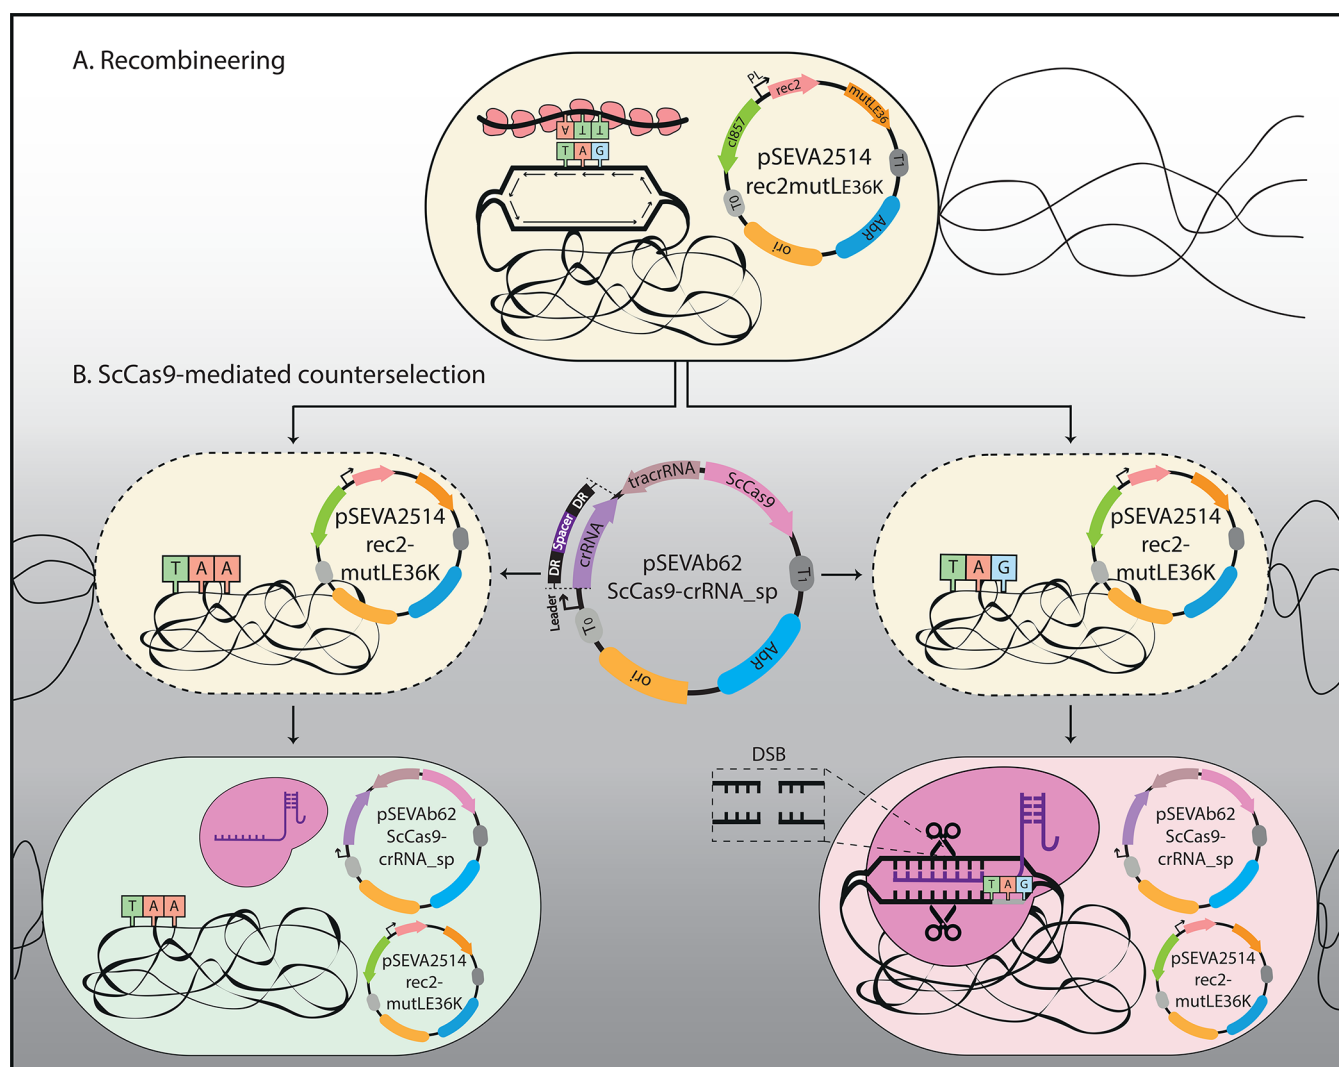 A. Recombineering
PL
rec2
mutLE36
cI857
T1
T0
AbR
ori
pSEVA2514
rec2mutLE36K
A T T
T A G
B. ScCas9-mediated counterselection
T A A
pSEVA2514
rec2-
mutLE36K
tracrRNA
ScCas9
crRNA
DR
Spacer
DR
Leader
T0
T1
AbR
ori
pSEVAb62
ScCas9-crRNA_sp
T A G
pSEVA2514
rec2-
mutLE36K
DSB
pSEVAb62
ScCas9-
crRNA_sp
T A A
pSEVA2514
rec2-
mutLE36K
pSEVAb62
ScCas9-
crRNA_sp
T A G
pSEVA2514
rec2-
mutLE36K